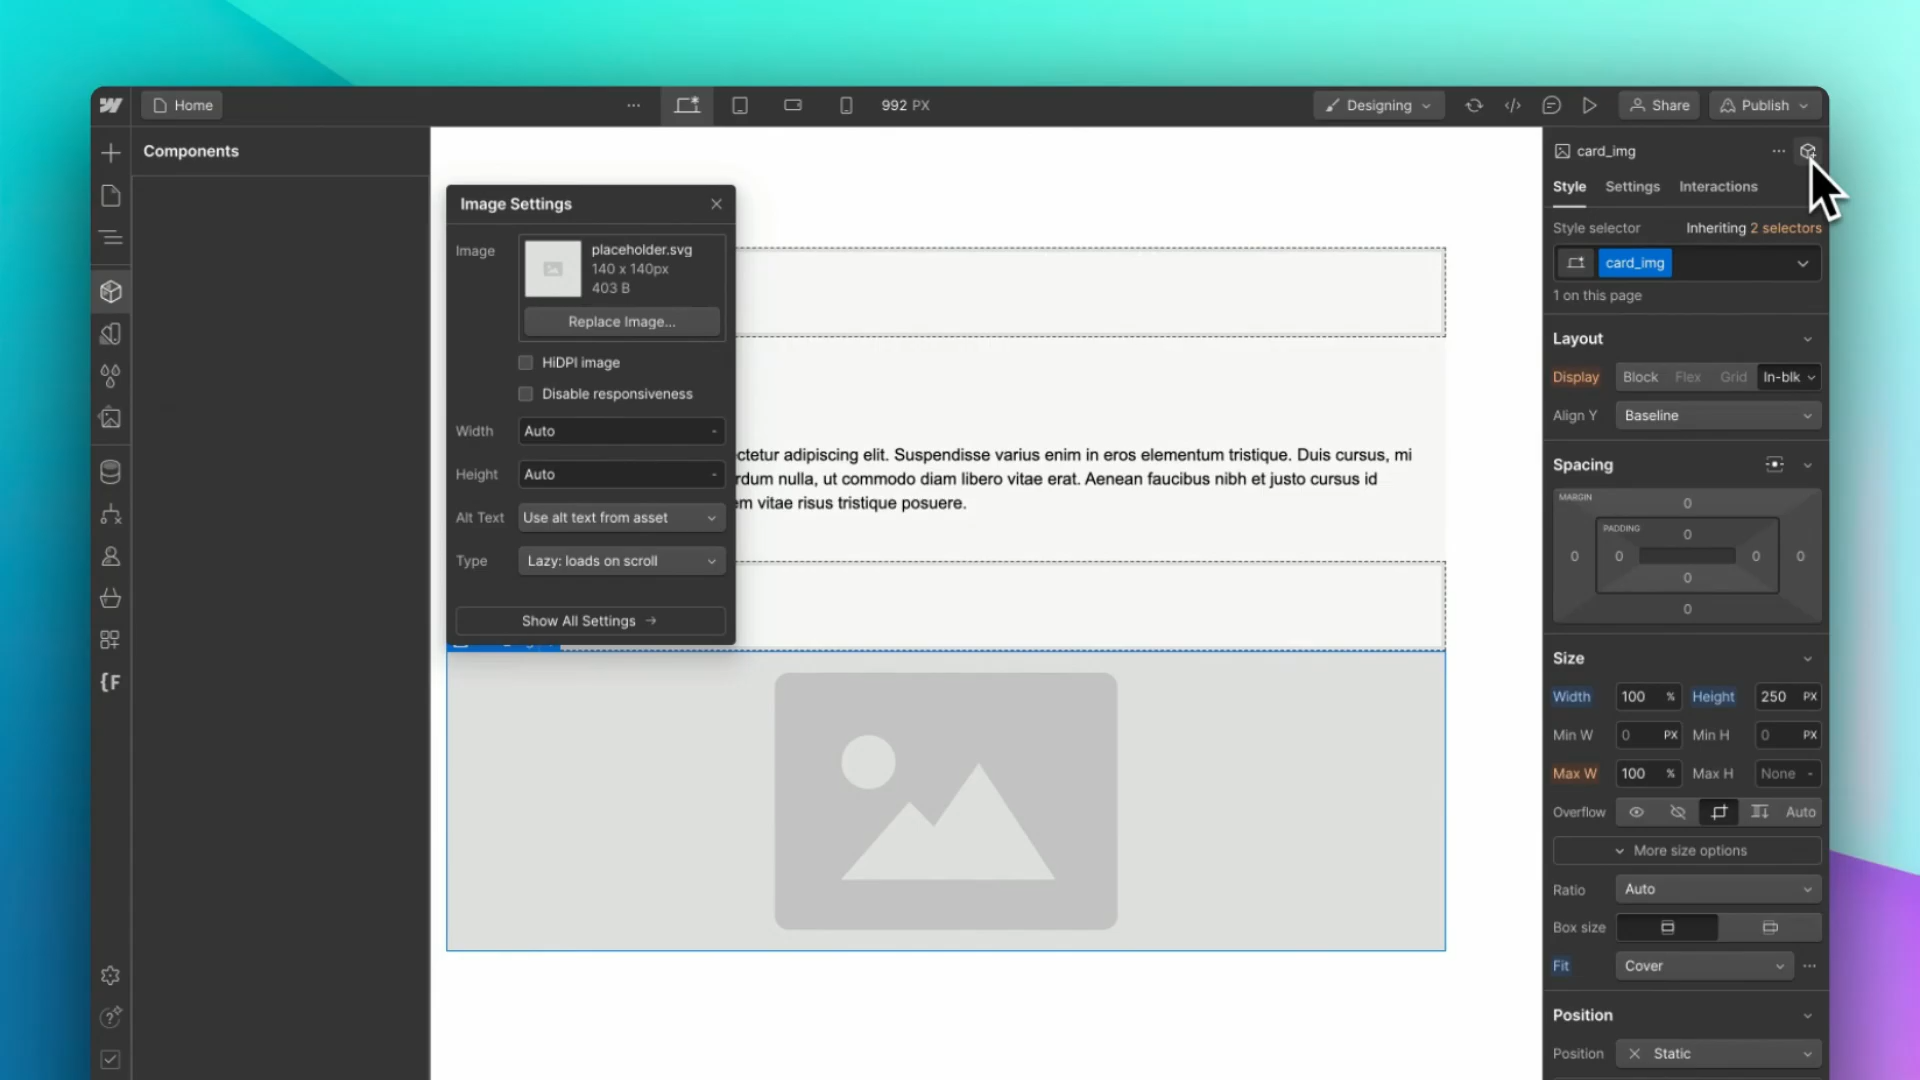 Home
992 PX
Designing
Share
Publish
Components
Image Settings
Image
placeholder.svg
140 x 140px
403 B
Replace Image...
HiDPI image
Disable responsiveness
Width
Auto
-
Height
Auto
-
Alt Text
Use alt text from asset
Type
Lazy: loads on scroll
Show All Settings →
ctetur adipiscing elit. Suspendisse varius enim in eros elementum tristique. Duis cursus, mi
rdum nulla, ut commodo diam libero vitae erat. Aenean faucibus nibh et justo cursus id
em vitae risus tristique posuere.
card_img
Style
Settings
Interactions
Style selector
Inheriting 2 selectors
card_img
1 on this page
Layout
Display
Block
Flex
Grid
In-blk
Align Y
Baseline
Spacing
MARGIN
0
PADDING
0
0
0
0
0
0
0
Size
Width
100 %
Height
250 PX
Min W
0 PX
Min H
0 PX
Max W
100 %
Max H
None -
Overflow
Auto
More size options
Ratio
Auto
Box size
Fit
Cover
Position
Position
Static